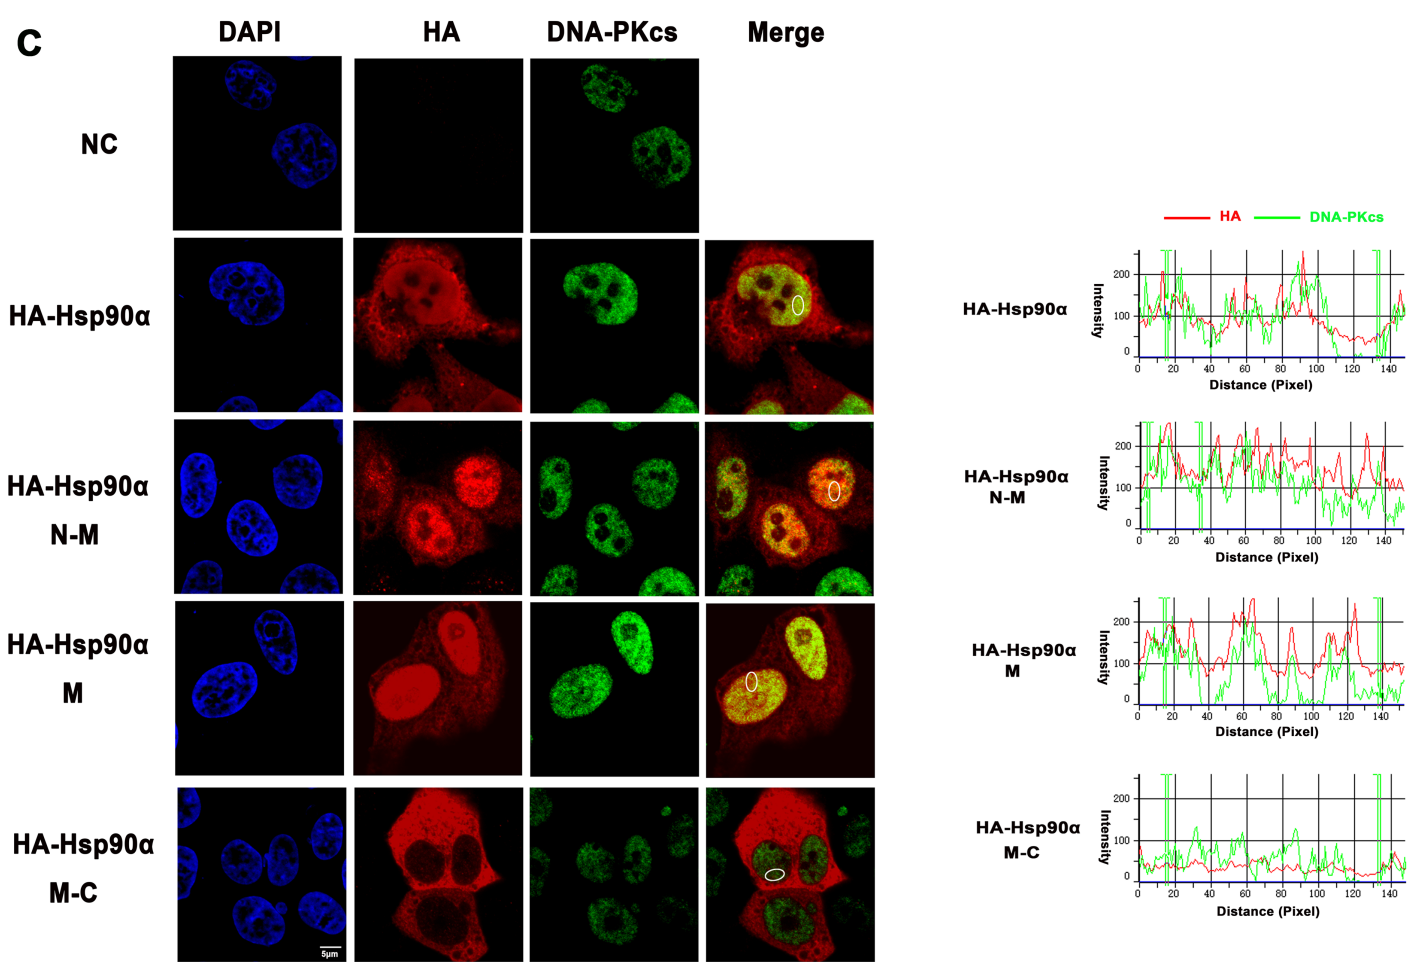 C
DAPI HA DNA-PKcs Merge
NC
HA-Hsp90α
HA-Hsp90α
N-M
HA-Hsp90α
M
HA-Hsp90α
M-C
5μm
HA DNA-PKcs
HA-Hsp90α
Intensity
200
100
0
0 20 40 60 80 100 120 140
Distance (Pixel)
HA-Hsp90α
N-M
Intensity
200
100
0
0 20 40 60 80 100 120 140
Distance (Pixel)
HA-Hsp90α
M
Intensity
200
100
0
0 20 40 60 80 100 120 140
Distance (Pixel)
HA-Hsp90α
M-C
Intensity
200
100
0
0 20 40 60 80 100 120 140
Distance (Pixel)